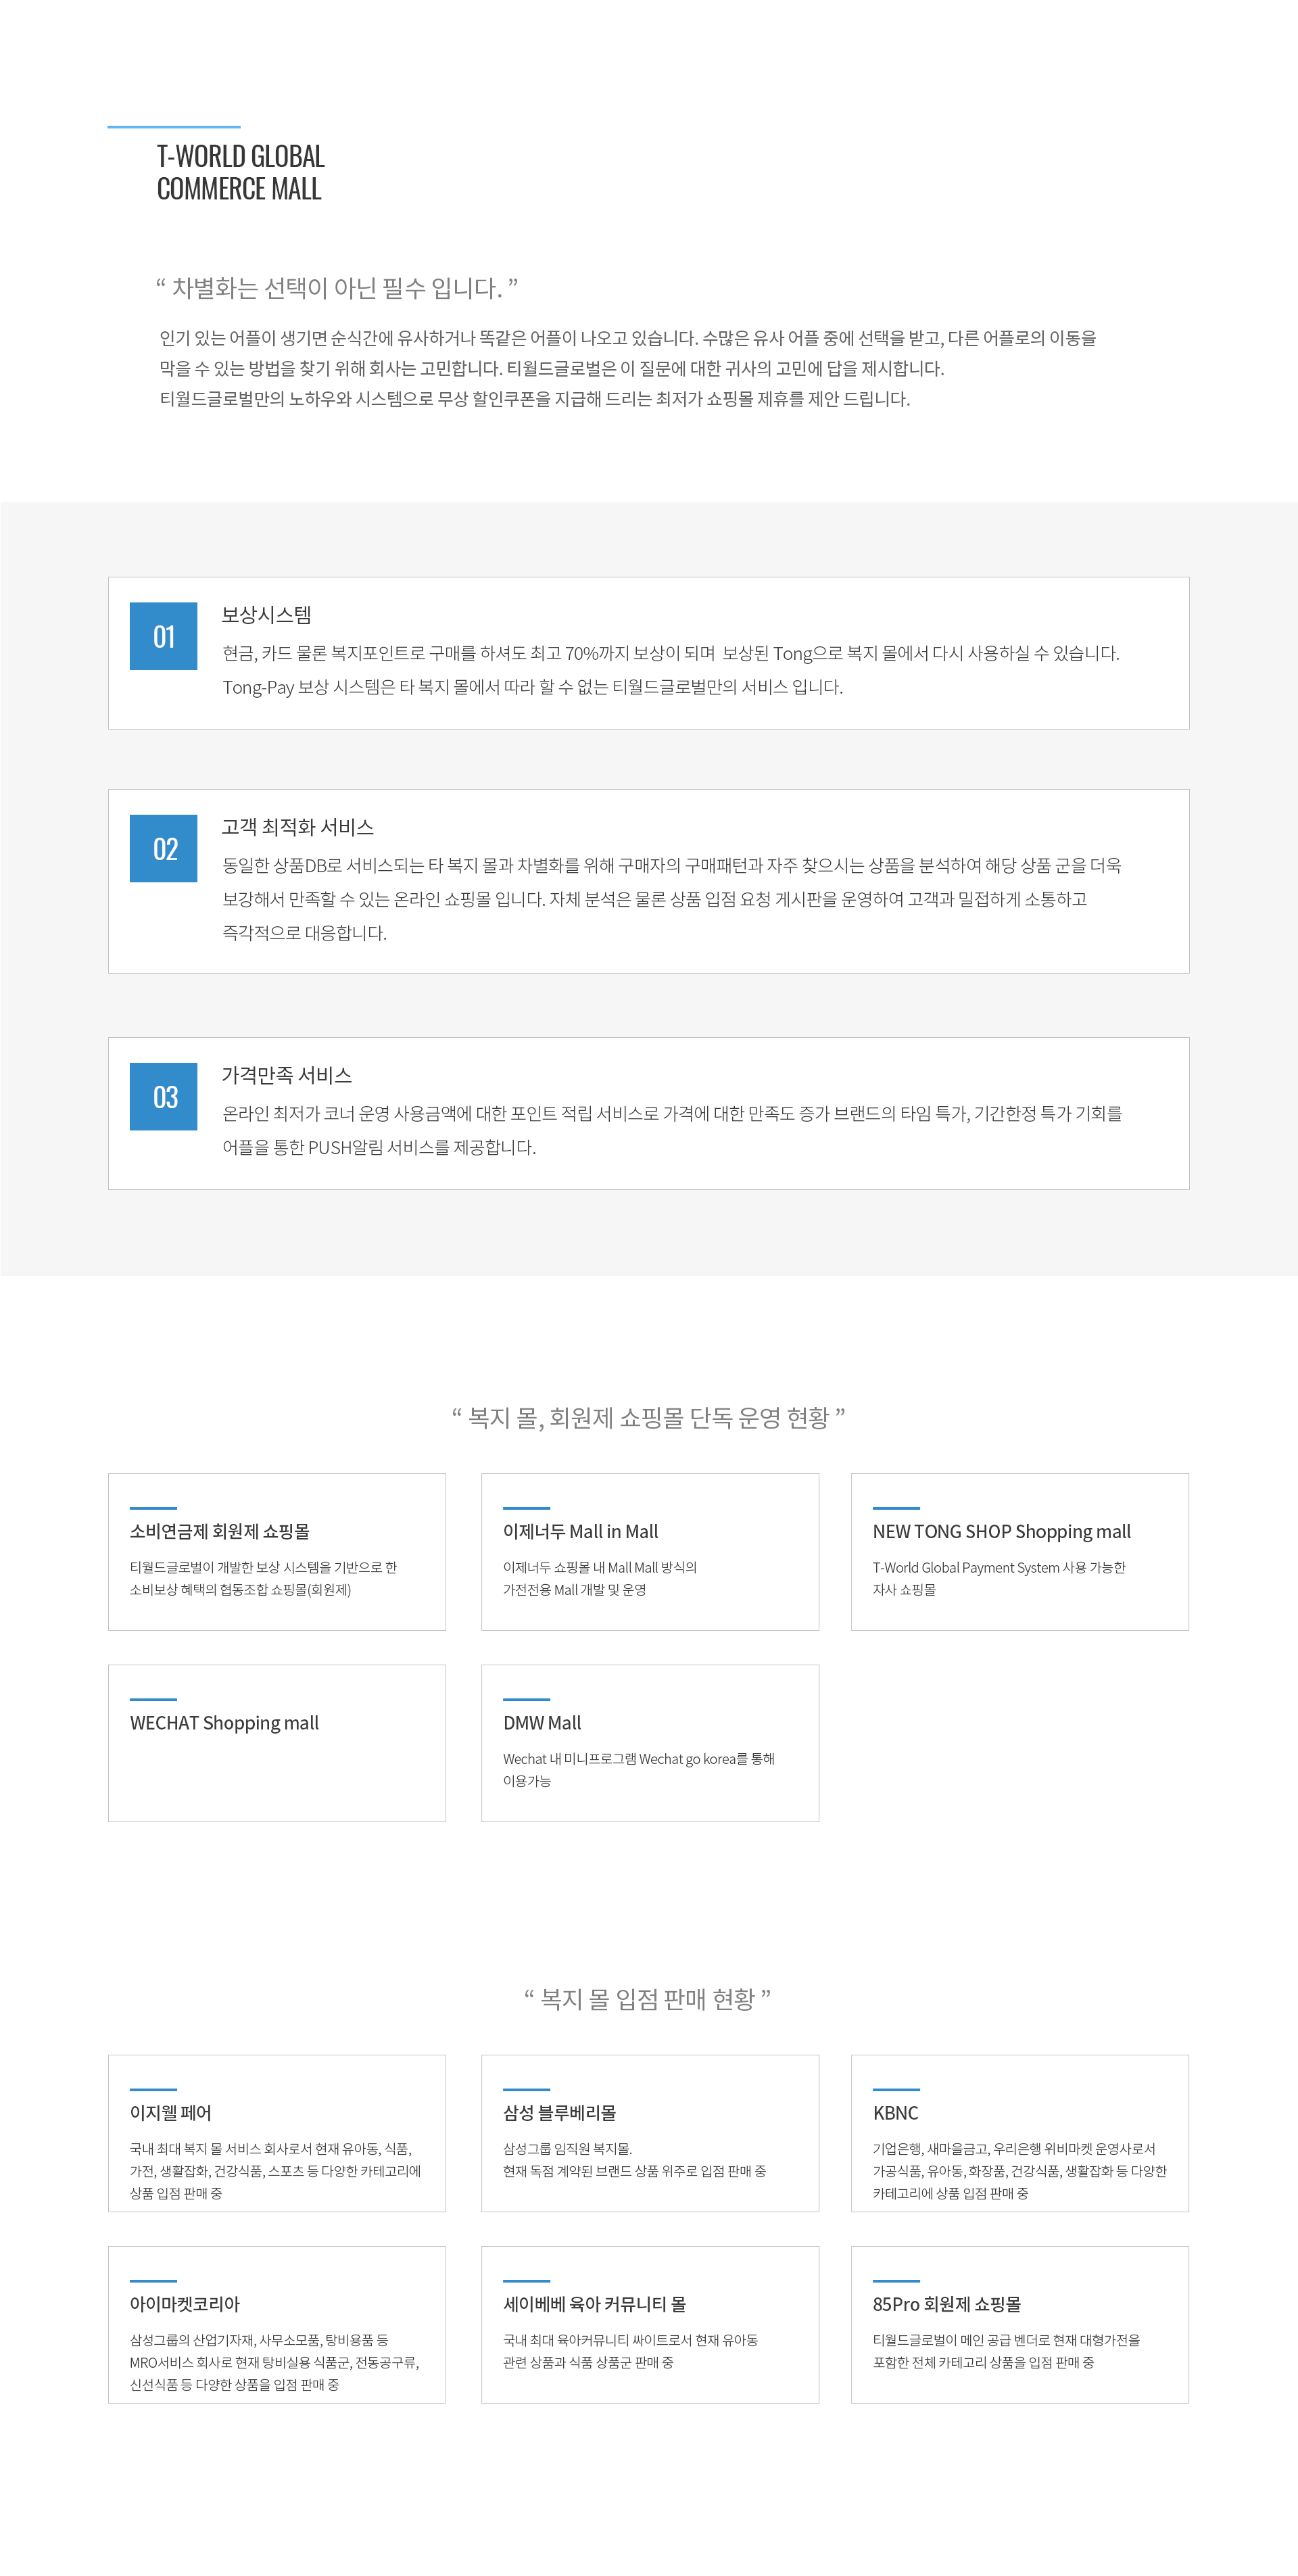 T-WORLD GLOBAL
COMMERCE MALL
“ 차별화는 선택이 아닌 필수 입니다. ”
인기 있는 어플이 생기면 순식간에 유사하거나 똑같은 어플이 나오고 있습니다. 수많은 유사 어플 중에 선택을 받고, 다른 어플로의 이동을
막을 수 있는 방법을 찾기 위해 회사는 고민합니다. 티월드글로벌은 이 질문에 대한 귀사의 고민에 답을 제시합니다.
티월드글로벌만의 노하우와 시스템으로 무상 할인쿠폰을 지급해 드리는 최저가 쇼핑몰 제휴를 제안 드립니다.
01
보상시스템
현금, 카드 물론 복지포인트로 구매를 하셔도 최고 70%까지 보상이 되며 보상된 Tong으로 복지 몰에서 다시 사용하실 수 있습니다.
Tong-Pay 보상 시스템은 타 복지 몰에서 따라 할 수 없는 티월드글로벌만의 서비스 입니다.
02
고객 최적화 서비스
동일한 상품DB로 서비스되는 타 복지 몰과 차별화를 위해 구매자의 구매패턴과 자주 찾으시는 상품을 분석하여 해당 상품 군을 더욱
보강해서 만족할 수 있는 온라인 쇼핑몰 입니다. 자체 분석은 물론 상품 입점 요청 게시판을 운영하여 고객과 밀접하게 소통하고
즉각적으로 대응합니다.
03
가격만족 서비스
온라인 최저가 코너 운영 사용금액에 대한 포인트 적립 서비스로 가격에 대한 만족도 증가 브랜드의 타임 특가, 기간한정 특가 기회를
어플을 통한 PUSH알림 서비스를 제공합니다.
“ 복지 몰, 회원제 쇼핑몰 단독 운영 현황 ”
소비연금제 회원제 쇼핑몰
티월드글로벌이 개발한 보상 시스템을 기반으로 한
소비보상 혜택의 협동조합 쇼핑몰(회원제)
이제너두 Mall in Mall
이제너두 쇼핑몰 내 Mall Mall 방식의
가전전용 Mall 개발 및 운영
NEW TONG SHOP Shopping mall
T-World Global Payment System 사용 가능한
자사 쇼핑몰
WECHAT Shopping mall
DMW Mall
Wechat 내 미니프로그램 Wechat go korea를 통해
이용가능
“ 복지 몰 입점 판매 현황 ”
이지웰 페어
국내 최대 복지 몰 서비스 회사로서 현재 유아동, 식품,
가전, 생활잡화, 건강식품, 스포츠 등 다양한 카테고리에
상품 입점 판매 중
삼성 블루베리몰
삼성그룹 임직원 복지몰.
현재 독점 계약된 브랜드 상품 위주로 입점 판매 중
KBNC
기업은행, 새마을금고, 우리은행 위비마켓 운영사로서
가공식품, 유아동, 화장품, 건강식품, 생활잡화 등 다양한
카테고리에 상품 입점 판매 중
아이마켓코리아
삼성그룹의 산업기자재, 사무소모품, 탕비용품 등
MRO서비스 회사로 현재 탕비실용 식품군, 전동공구류,
신선식품 등 다양한 상품을 입점 판매 중
세이베베 육아 커뮤니티 몰
국내 최대 육아커뮤니티 싸이트로서 현재 유아동
관련 상품과 식품 상품군 판매 중
85Pro 회원제 쇼핑몰
티월드글로벌이 메인 공급 벤더로 현재 대형가전을
포함한 전체 카테고리 상품을 입점 판매 중